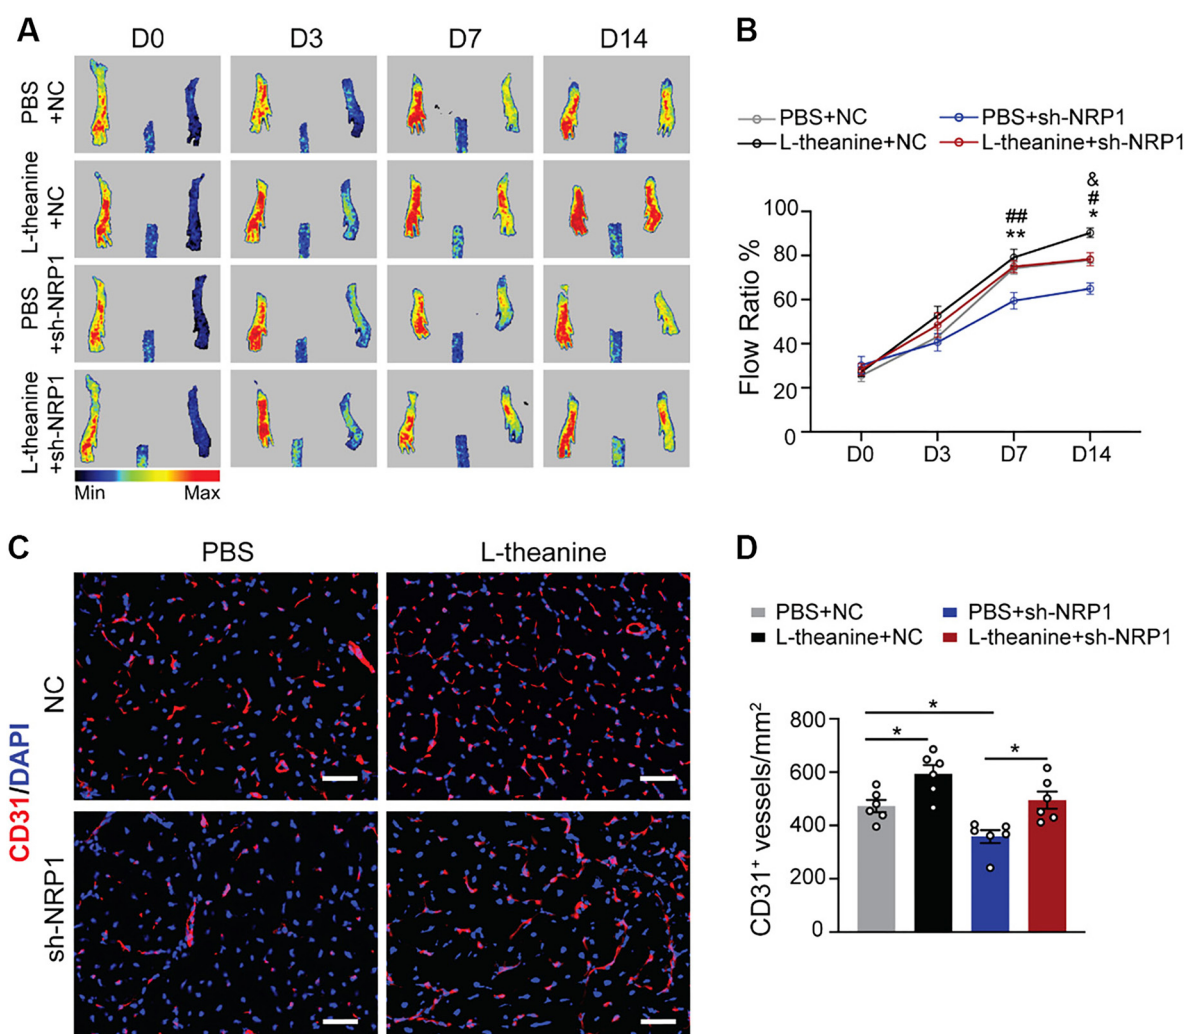 A
D0 D3 D7 D14
PBS
+NC
L-theanine
+NC
PBS
+sh-NRP1
L-theanine
+sh-NRP1
Min Max
B
PBS+NC PBS+sh-NRP1
L-theanine+NC L-theanine+sh-NRP1
Flow Ratio %
100
80
60
40
20
0
##
**
&
#
*
D0 D3 D7 D14
C
PBS L-theanine
CD31/DAPI
NC
sh-NRP1
D
PBS+NC PBS+sh-NRP1
L-theanine+NC L-theanine+sh-NRP1
CD31+ vessels/mm2
800
600
400
200
0
*
*
*